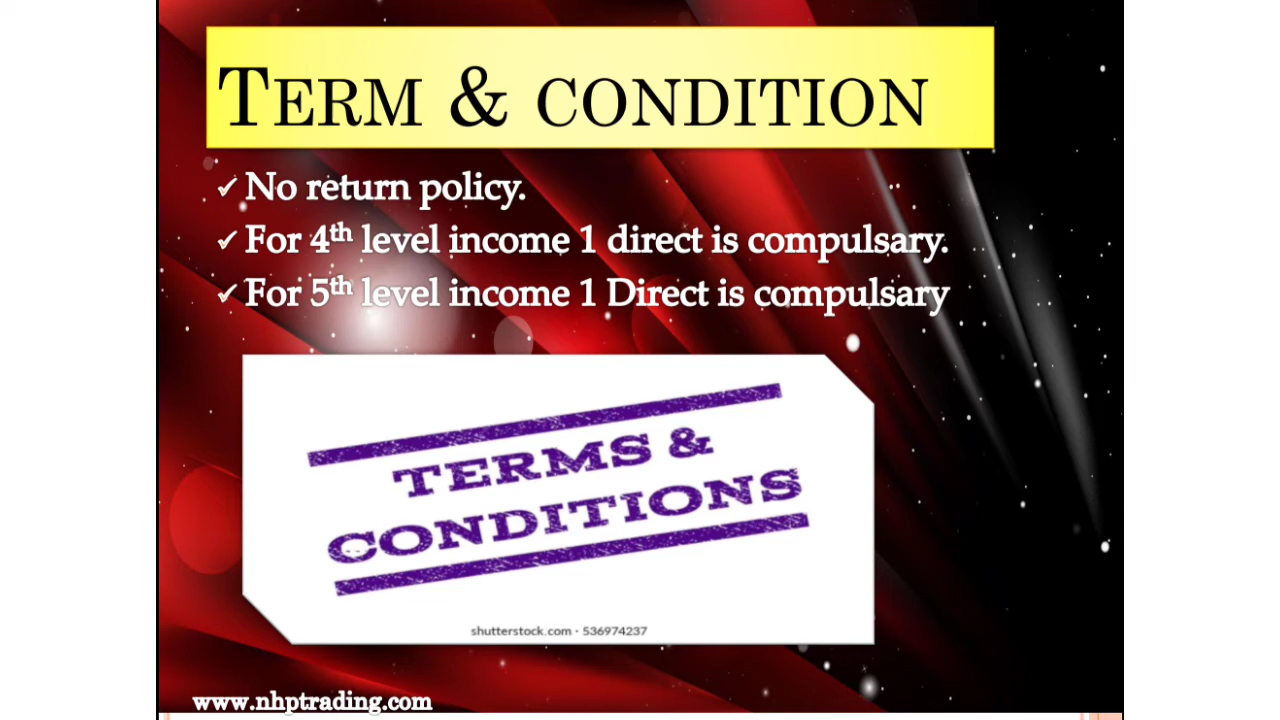 TERM & CONDITION
✓ No return policy.
✓ For 4th level income 1 direct is compulsary.
✓ For 5th level income 1 Direct is compulsary
TERMS &
CONDITIONS
shutterstock.com · 536974237
www.nhptrading.com